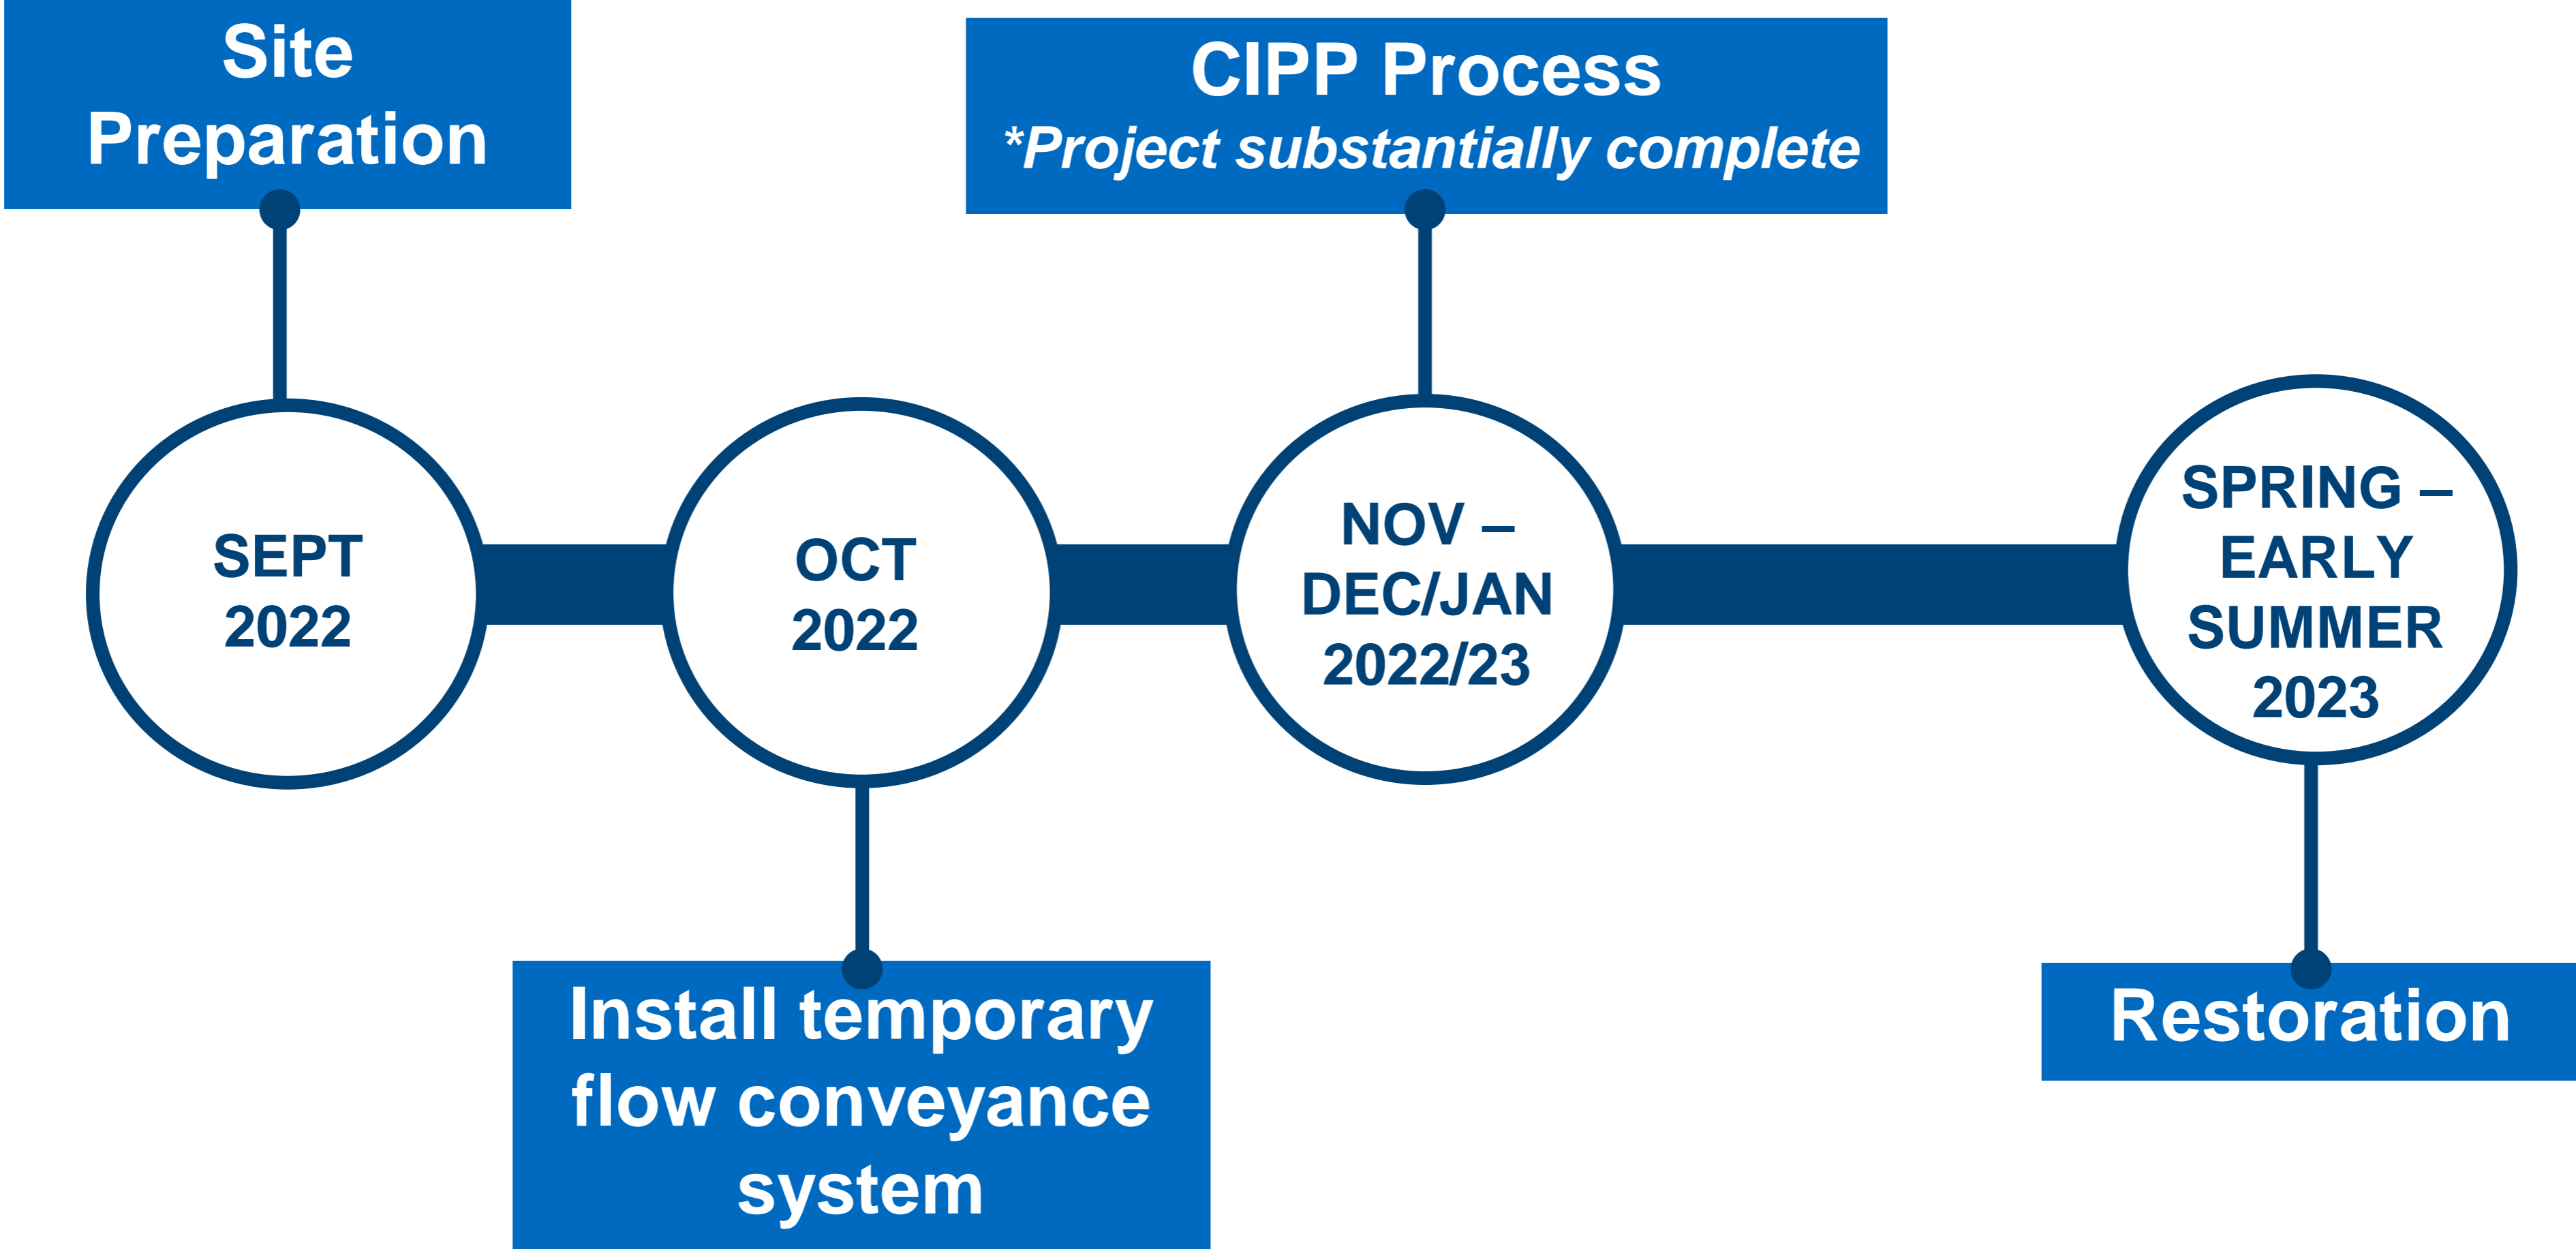 Site
Preparation
CIPP Process
*Project substantially complete
SEPT
2022
OCT
2022
NOV –
DEC/JAN
2022/23
SPRING –
EARLY
SUMMER
2023
Install temporary
flow conveyance
system
Restoration